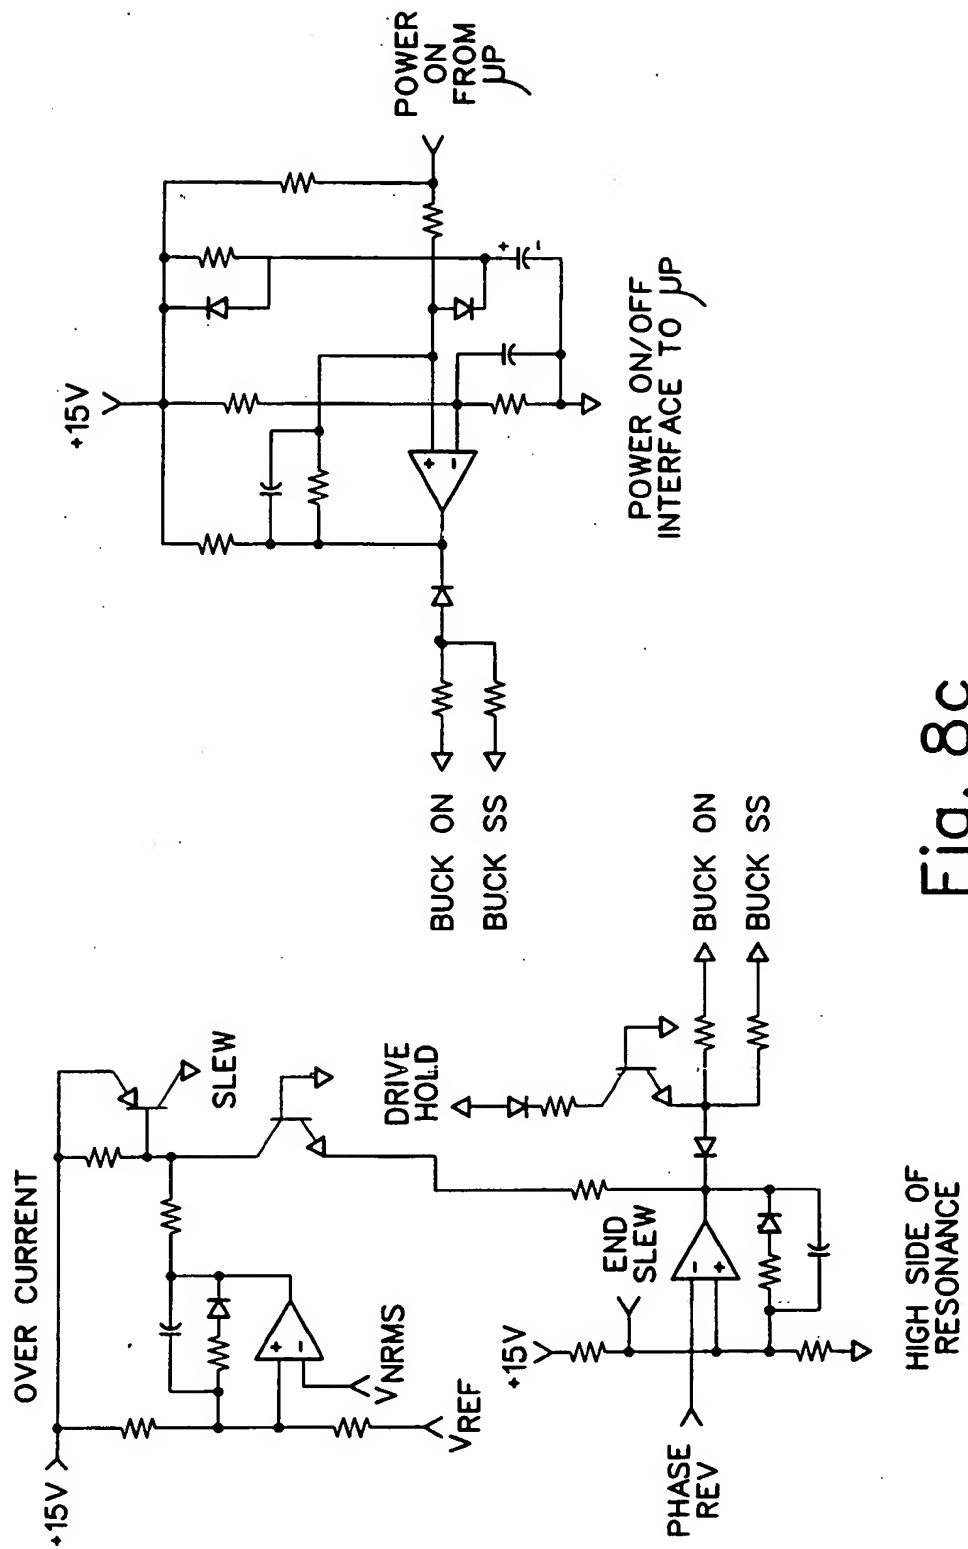 OVER CURRENT
+15V
SLEW
VNRMS
VREF
+
-
+15V
END
SLEW
DRIVE
HOLD
PHASE
REV
-
+
BUCK ON
BUCK SS
HIGH SIDE OF
RESONANCE
+15V
POWER
ON
FROM
μP
+
-
+
-
BUCK ON
BUCK SS
POWER ON/OFF
INTERFACE TO μP
Fig. 8c